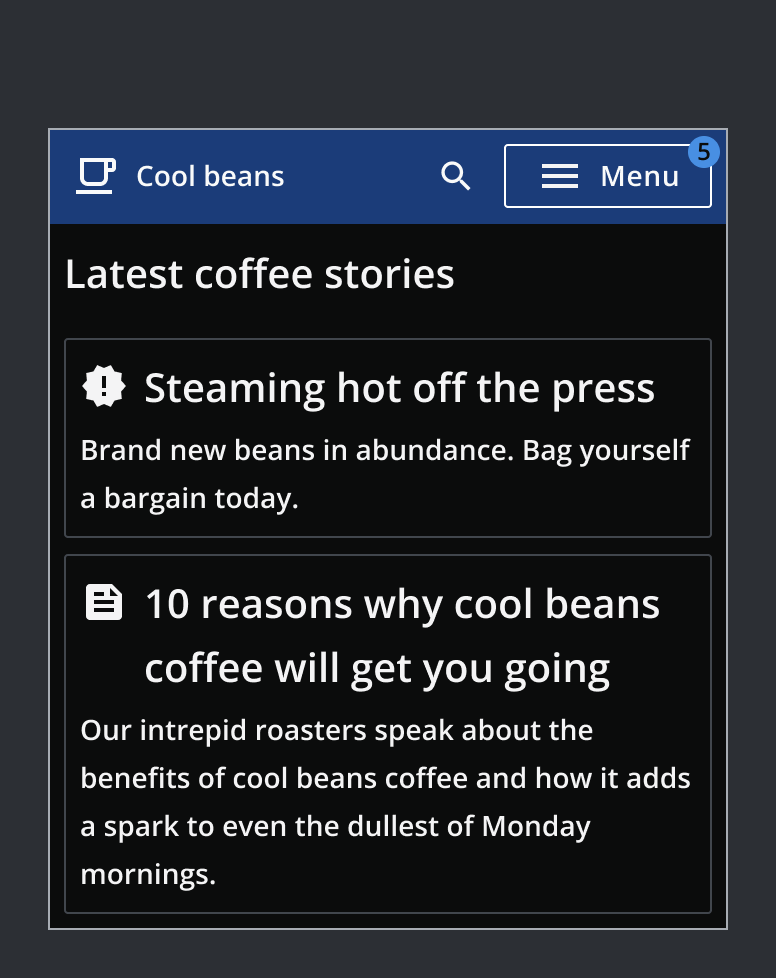 Cool beans
Menu
5
Latest coffee stories
Steaming hot off the press
Brand new beans in abundance. Bag yourself
a bargain today.
10 reasons why cool beans
coffee will get you going
Our intrepid roasters speak about the
benefits of cool beans coffee and how it adds
a spark to even the dullest of Monday
mornings.